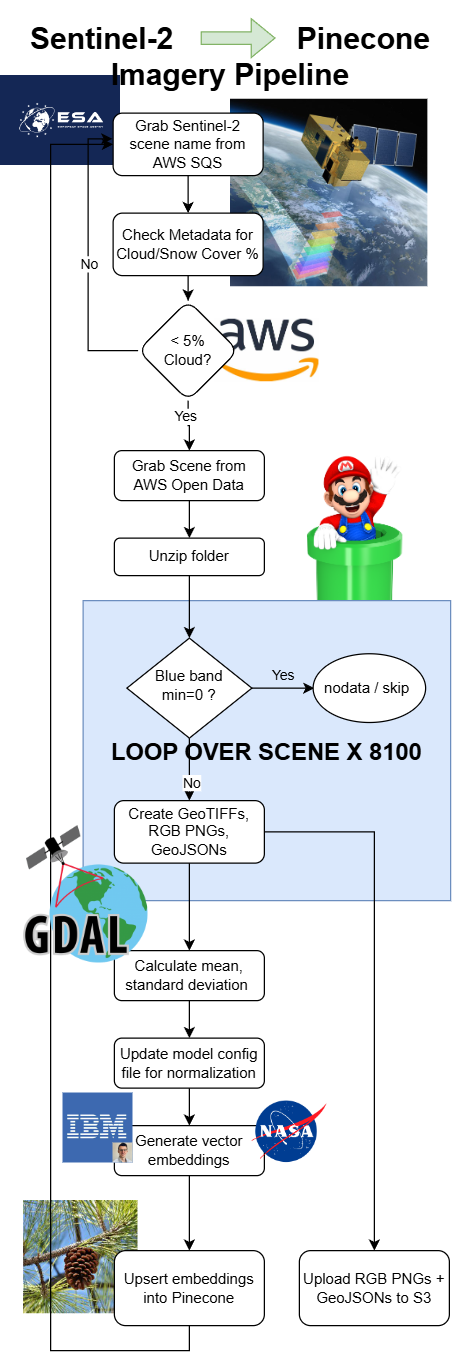 Sentinel-2 Pinecone
Imagery Pipeline
ESA
Grab Sentinel-2
scene name from
AWS SQS
Check Metadata for
Cloud/Snow Cover %
No
< 5%
Cloud?
aws
Yes
Grab Scene from
AWS Open Data
M
Unzip folder
Blue band
min=0 ?
Yes
nodata / skip
LOOP OVER SCENE X 8100
No
Create GeoTIFFs,
RGB PNGs,
GeoJSONs
GDAL
Calculate mean,
standard deviation
Update model config
file for normalization
IBM
NASA
Generate vector
embeddings
Upsert embeddings
into Pinecone
Upload RGB PNGs +
GeoJSONs to S3